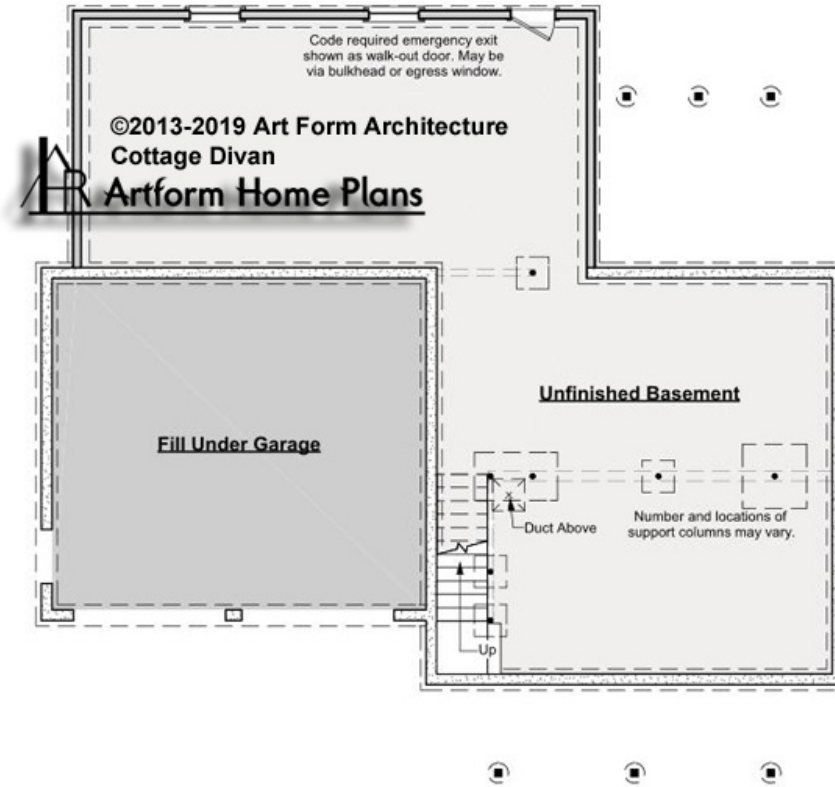 Code required emergency exit
shown as walk-out door. May be
via bulkhead or egress window.
©2013-2019 Art Form Architecture
Cottage Divan
AR Artform Home Plans
Unfinished Basement
Fill Under Garage
Duct Above
Number and locations of
support columns may vary.
Up